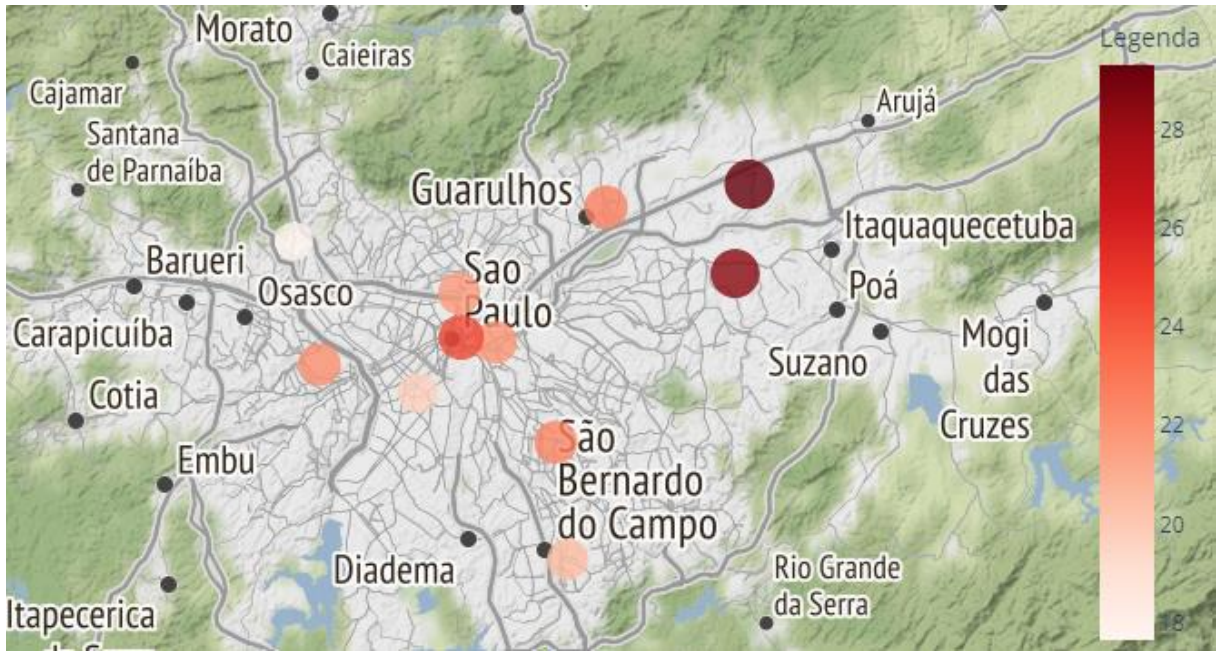 Morato
Caieiras
Legenda
Cajamar
Arujá
28
Santana
de Parnaíba
Guarulhos
Itaquaquecetuba
26
Barueri
Sao
Paulo
Osasco
Poá
Carapicuíba
24
Mogi
das
Cruzes
Suzano
Cotia
22
São
Bernardo
do Campo
Embu
20
Diadema
Rio Grande
da Serra
Itapecerica
18